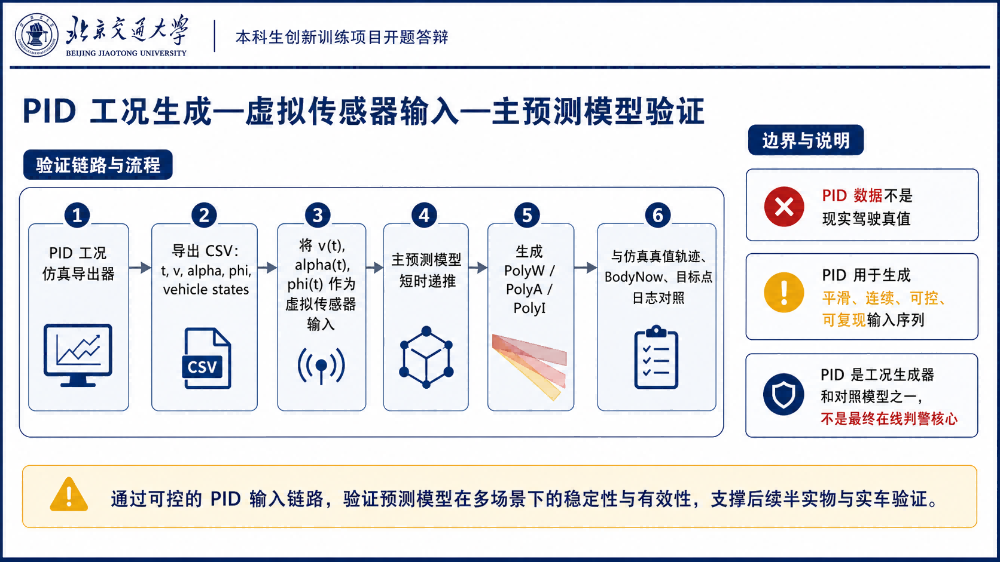 北京交通大学
BEIJING JIAOTONG UNIVERSITY
本科生创新训练项目开题答辩
PID 工况生成—虚拟传感器输入—主预测模型验证
验证链路与流程
1
PID 工况
仿真导出器
2
导出 CSV：
t, v, alpha, phi,
vehicle states
CSV
3
将 v(t),
alpha(t),
phi(t) 作为
虚拟传感器
输入
4
主预测模型
短时递推
5
生成
PolyW /
PolyA /
PolyI
6
与仿真真值轨迹、
BodyNow、目标点
日志对照
边界与说明
PID 数据不是
现实驾驶真值
PID 用于生成
平滑、连续、可控、
可复现输入序列
PID 是工况生成器
和对照模型之一，
不是最终在线判警核心
通过可控的 PID 输入链路，验证预测模型在多场景下的稳定性与有效性，支撑后续半实物与实车验证。